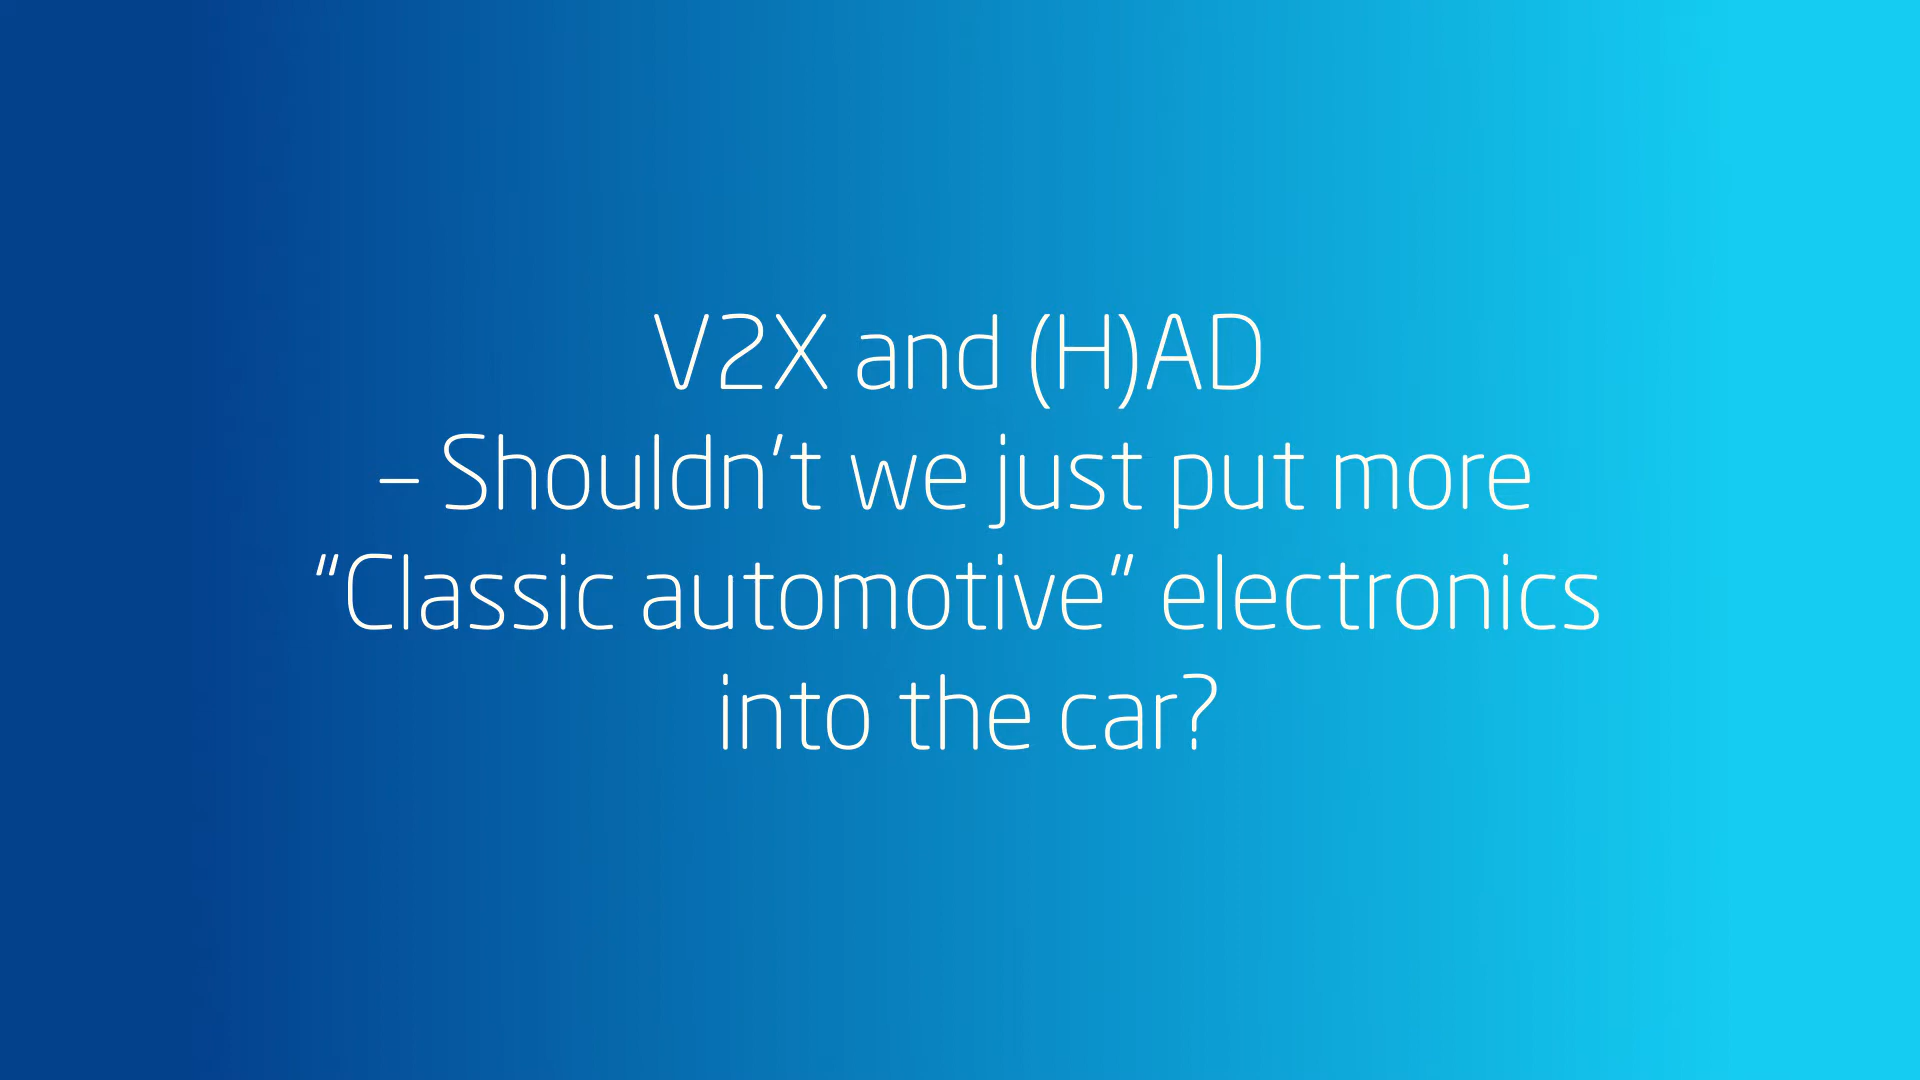 V2X and (H)AD
– Shouldn’t we just put more
“Classic automotive” electronics
into the car?